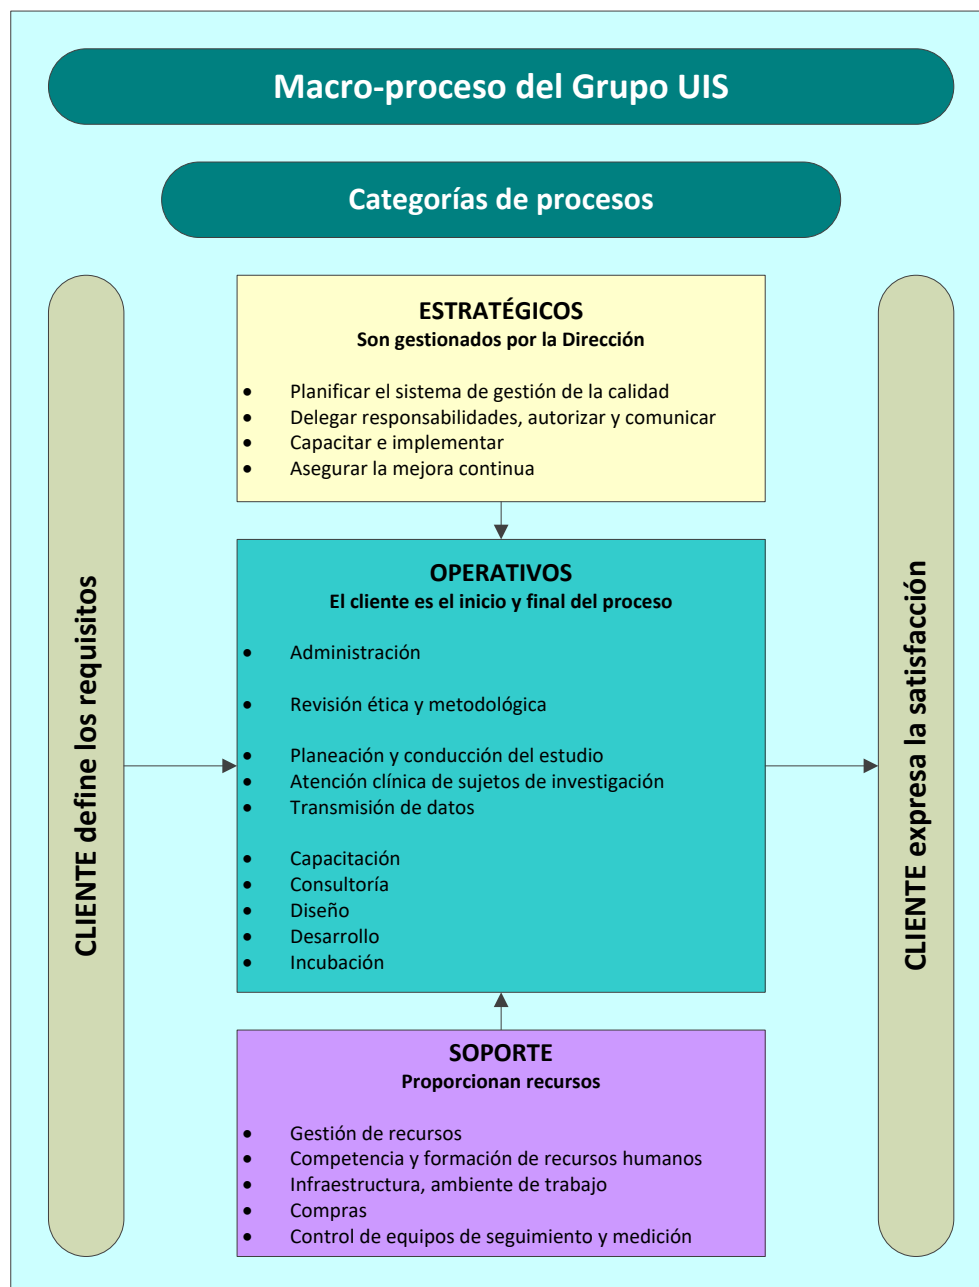 Macro-proceso del Grupo UIS
Categorías de procesos
CLIENTE define los requisitos
ESTRATÉGICOS
Son gestionados por la Dirección
• Planificar el sistema de gestión de la calidad
• Delegar responsabilidades, autorizar y comunicar
• Capacitar e implementar
• Asegurar la mejora continua
OPERATIVOS
El cliente es el inicio y final del proceso
• Administración
• Revisión ética y metodológica
• Planeación y conducción del estudio
• Atención clínica de sujetos de investigación
• Transmisión de datos
• Capacitación
• Consultoría
• Diseño
• Desarrollo
• Incubación
SOPORTE
Proporcionan recursos
• Gestión de recursos
• Competencia y formación de recursos humanos
• Infraestructura, ambiente de trabajo
• Compras
• Control de equipos de seguimiento y medición
CLIENTE expresa la satisfacción